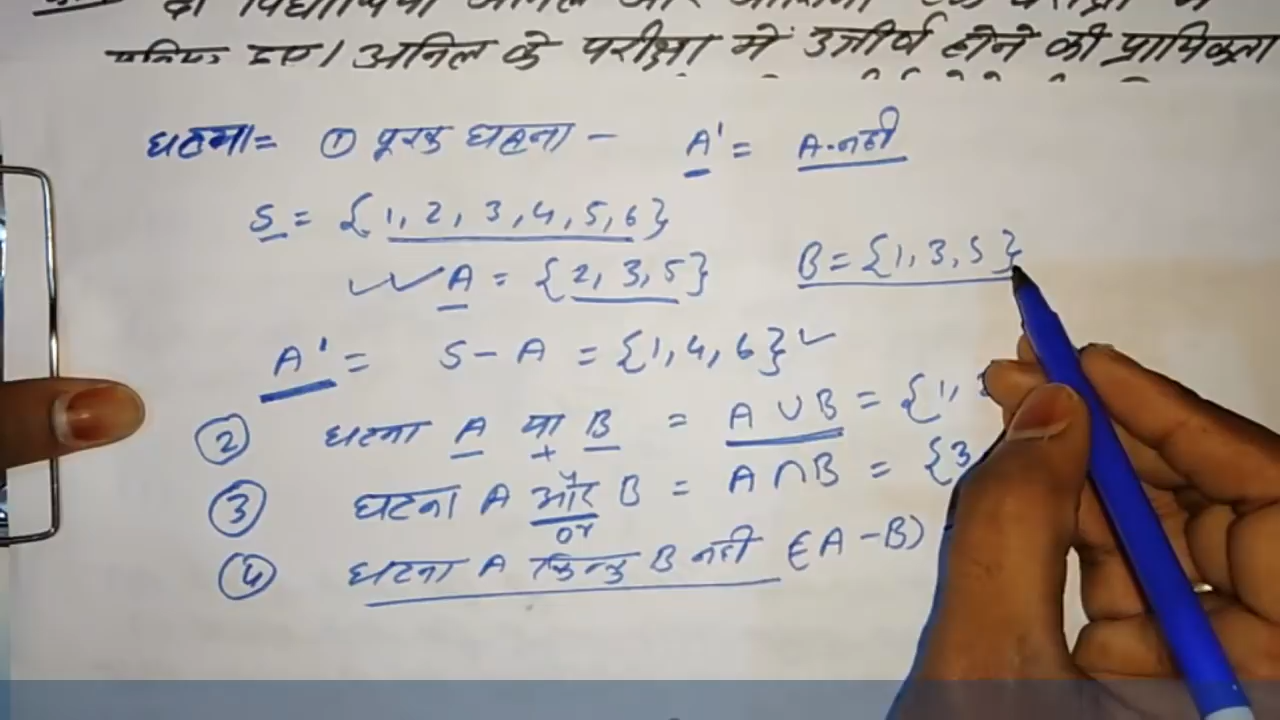 अनिल के परीक्षा में उत्तीर्ण होने की प्रायिकता
घटना= ① पूरक घटना - A' = A-नही
S = {1, 2, 3, 4, 5, 6}
A = {2, 3, 5} B = {1, 3, 5}
A' = S - A = {1, 4, 6}
② घटना A या B = A ∪ B = {1,
+
③ घटना A और B = A ∩ B = {3
or
④ घटना A किन्तु B नही (A - B)